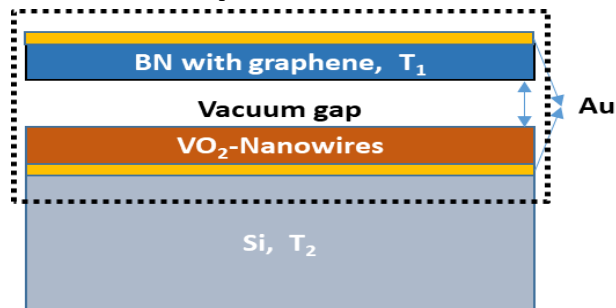 BN with graphene, T₁
Vacuum gap
Au
VO₂-Nanowires
Si, T₂